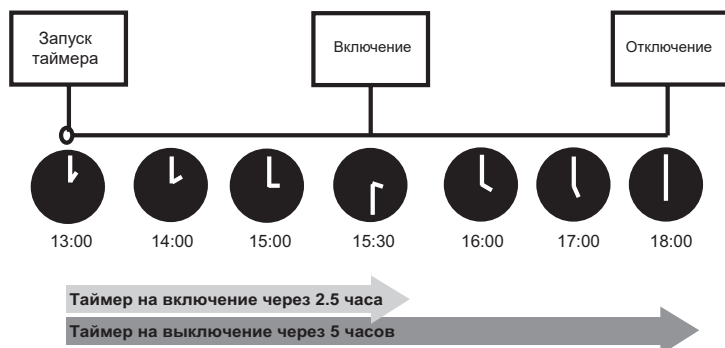 Запуск
таймера
Включение
Отключение
13:00
14:00
15:00
15:30
16:00
17:00
18:00
Таймер на включение через 2.5 часа
Таймер на выключение через 5 часов